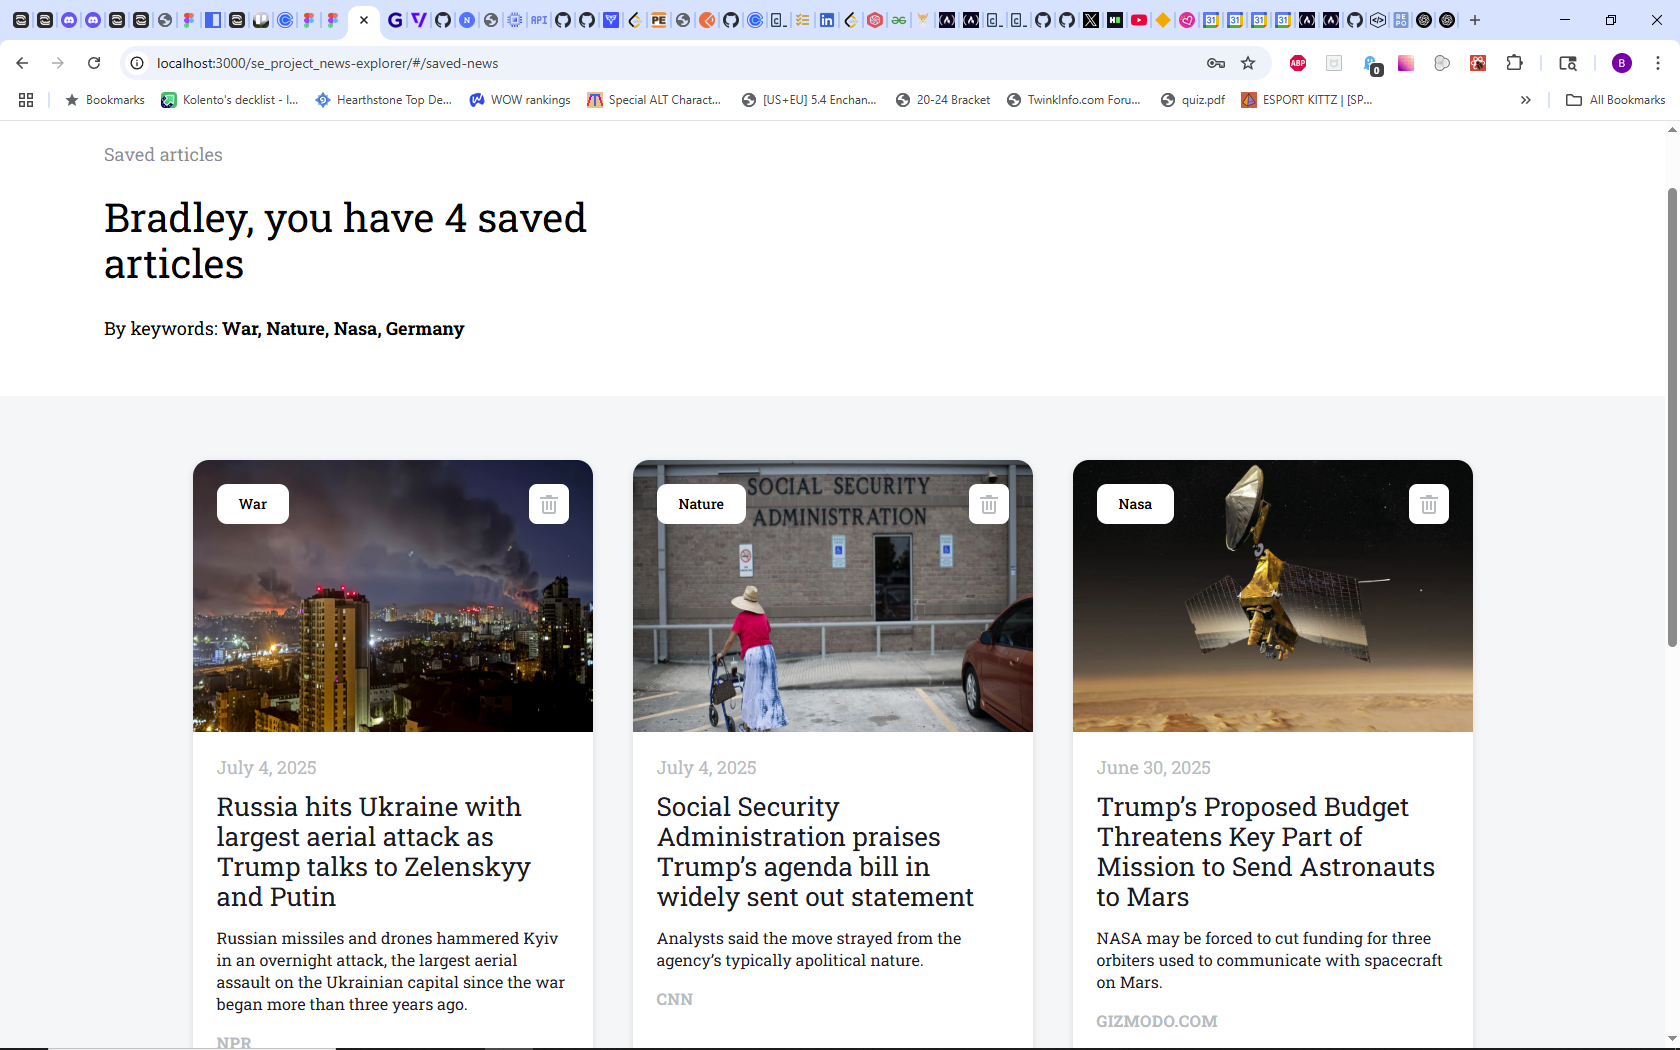 localhost:3000/se_project_news-explorer/#/saved-news
ABP
0
B
Bookmarks
Kolento's decklist - I...
Hearthstone Top De...
WOW rankings
Special ALT Charact...
[US+EU] 5.4 Enchan...
20-24 Bracket
TwinkInfo.com Foru...
quiz.pdf
ESPORT KITTZ | [SP...
All Bookmarks
Saved articles
Bradley, you have 4 saved
articles
By keywords: War, Nature, Nasa, Germany
War
SOCIAL SECURITY
ADMINISTRATION
Nature
Nasa
July 4, 2025
Russia hits Ukraine with
largest aerial attack as
Trump talks to Zelenskyy
and Putin
Russian missiles and drones hammered Kyiv
in an overnight attack, the largest aerial
assault on the Ukrainian capital since the war
began more than three years ago.
NPR
July 4, 2025
Social Security
Administration praises
Trump’s agenda bill in
widely sent out statement
Analysts said the move strayed from the
agency’s typically apolitical nature.
CNN
June 30, 2025
Trump’s Proposed Budget
Threatens Key Part of
Mission to Send Astronauts
to Mars
NASA may be forced to cut funding for three
orbiters used to communicate with spacecraft
on Mars.
GIZMODO.COM